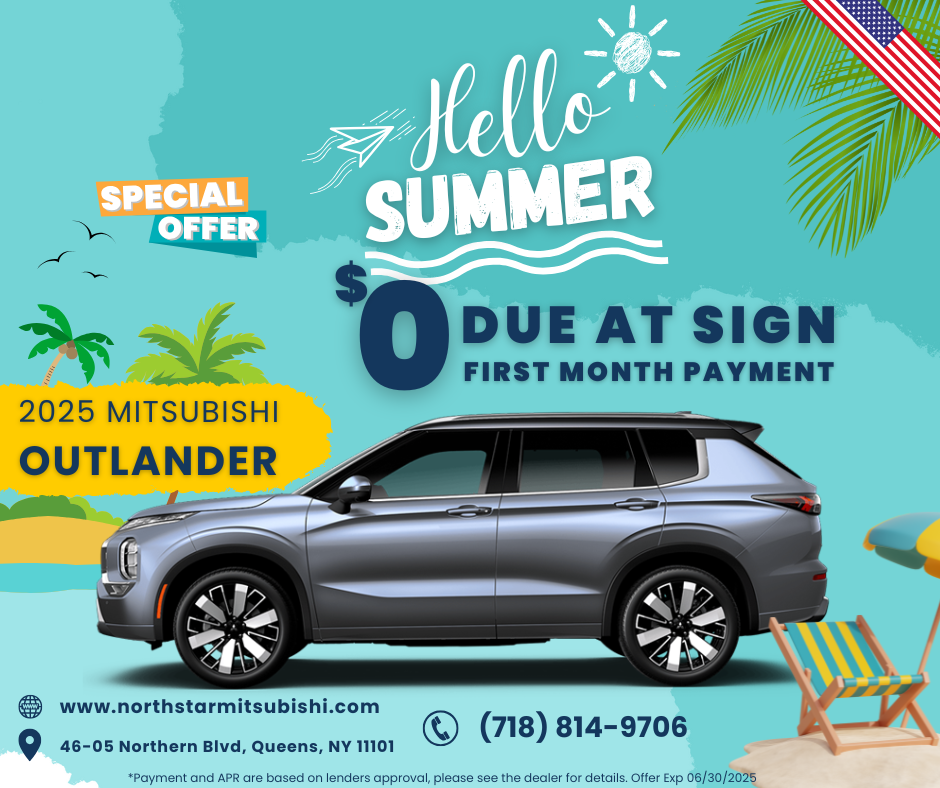 Hello
SUMMER
SPECIAL
OFFER
$0 DUE AT SIGN
FIRST MONTH PAYMENT
2025 MITSUBISHI
OUTLANDER
www.northstarmitsubishi.com
46-05 Northern Blvd, Queens, NY 11101
(718) 814-9706
*Payment and APR are based on lenders approval, please see the dealer for details. Offer Exp 06/30/2025